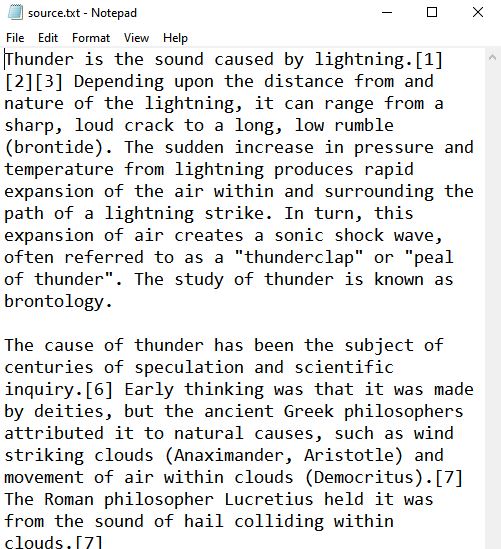 source.txt - Notepad
File Edit Format View Help
Thunder is the sound caused by lightning.[1]
[2][3] Depending upon the distance from and
nature of the lightning, it can range from a
sharp, loud crack to a long, low rumble
(brontide). The sudden increase in pressure and
temperature from lightning produces rapid
expansion of the air within and surrounding the
path of a lightning strike. In turn, this
expansion of air creates a sonic shock wave,
often referred to as a "thunderclap" or "peal
of thunder". The study of thunder is known as
brontology.

The cause of thunder has been the subject of
centuries of speculation and scientific
inquiry.[6] Early thinking was that it was made
by deities, but the ancient Greek philosophers
attributed it to natural causes, such as wind
striking clouds (Anaximander, Aristotle) and
movement of air within clouds (Democritus).[7]
The Roman philosopher Lucretius held it was
from the sound of hail colliding within
clouds.[7]